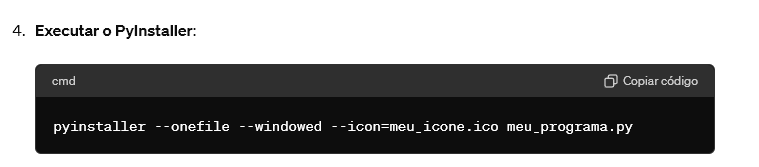 4. Executar o PyInstaller:
cmd
Copiar código
pyinstaller --onefile --windowed --icon=meu_icone.ico meu_programa.py